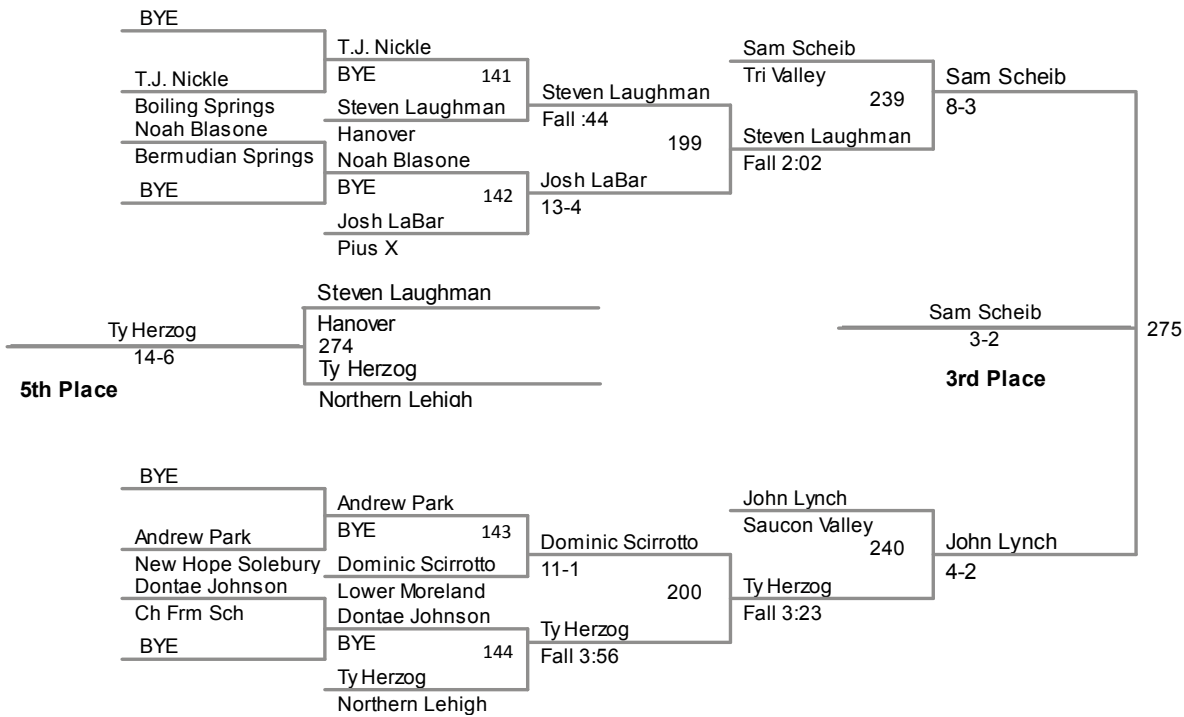 BYE
T.J. Nickle
Boiling Springs
Noah Blasone
Bermudian Springs
BYE
T.J. Nickle
BYE
141
Steven Laughman
Hanover
Noah Blasone
BYE
142
Josh LaBar
Pius X
Steven Laughman
Fall :44
199
Josh LaBar
13-4
Sam Scheib
Tri Valley
239
Steven Laughman
Fall 2:02
Sam Scheib
8-3
Steven Laughman
Hanover
274
Ty Herzog
Northern Lehigh
Ty Herzog
14-6
5th Place
Sam Scheib
3-2
275
3rd Place
BYE
Andrew Park
New Hope Solebury
Dontae Johnson
Ch Frm Sch
BYE
Andrew Park
BYE
143
Dominic Scirrotto
Lower Moreland
Dontae Johnson
BYE
144
Ty Herzog
Northern Lehigh
Dominic Scirrotto
11-1
200
Ty Herzog
Fall 3:56
John Lynch
Saucon Valley
240
Ty Herzog
Fall 3:23
John Lynch
4-2